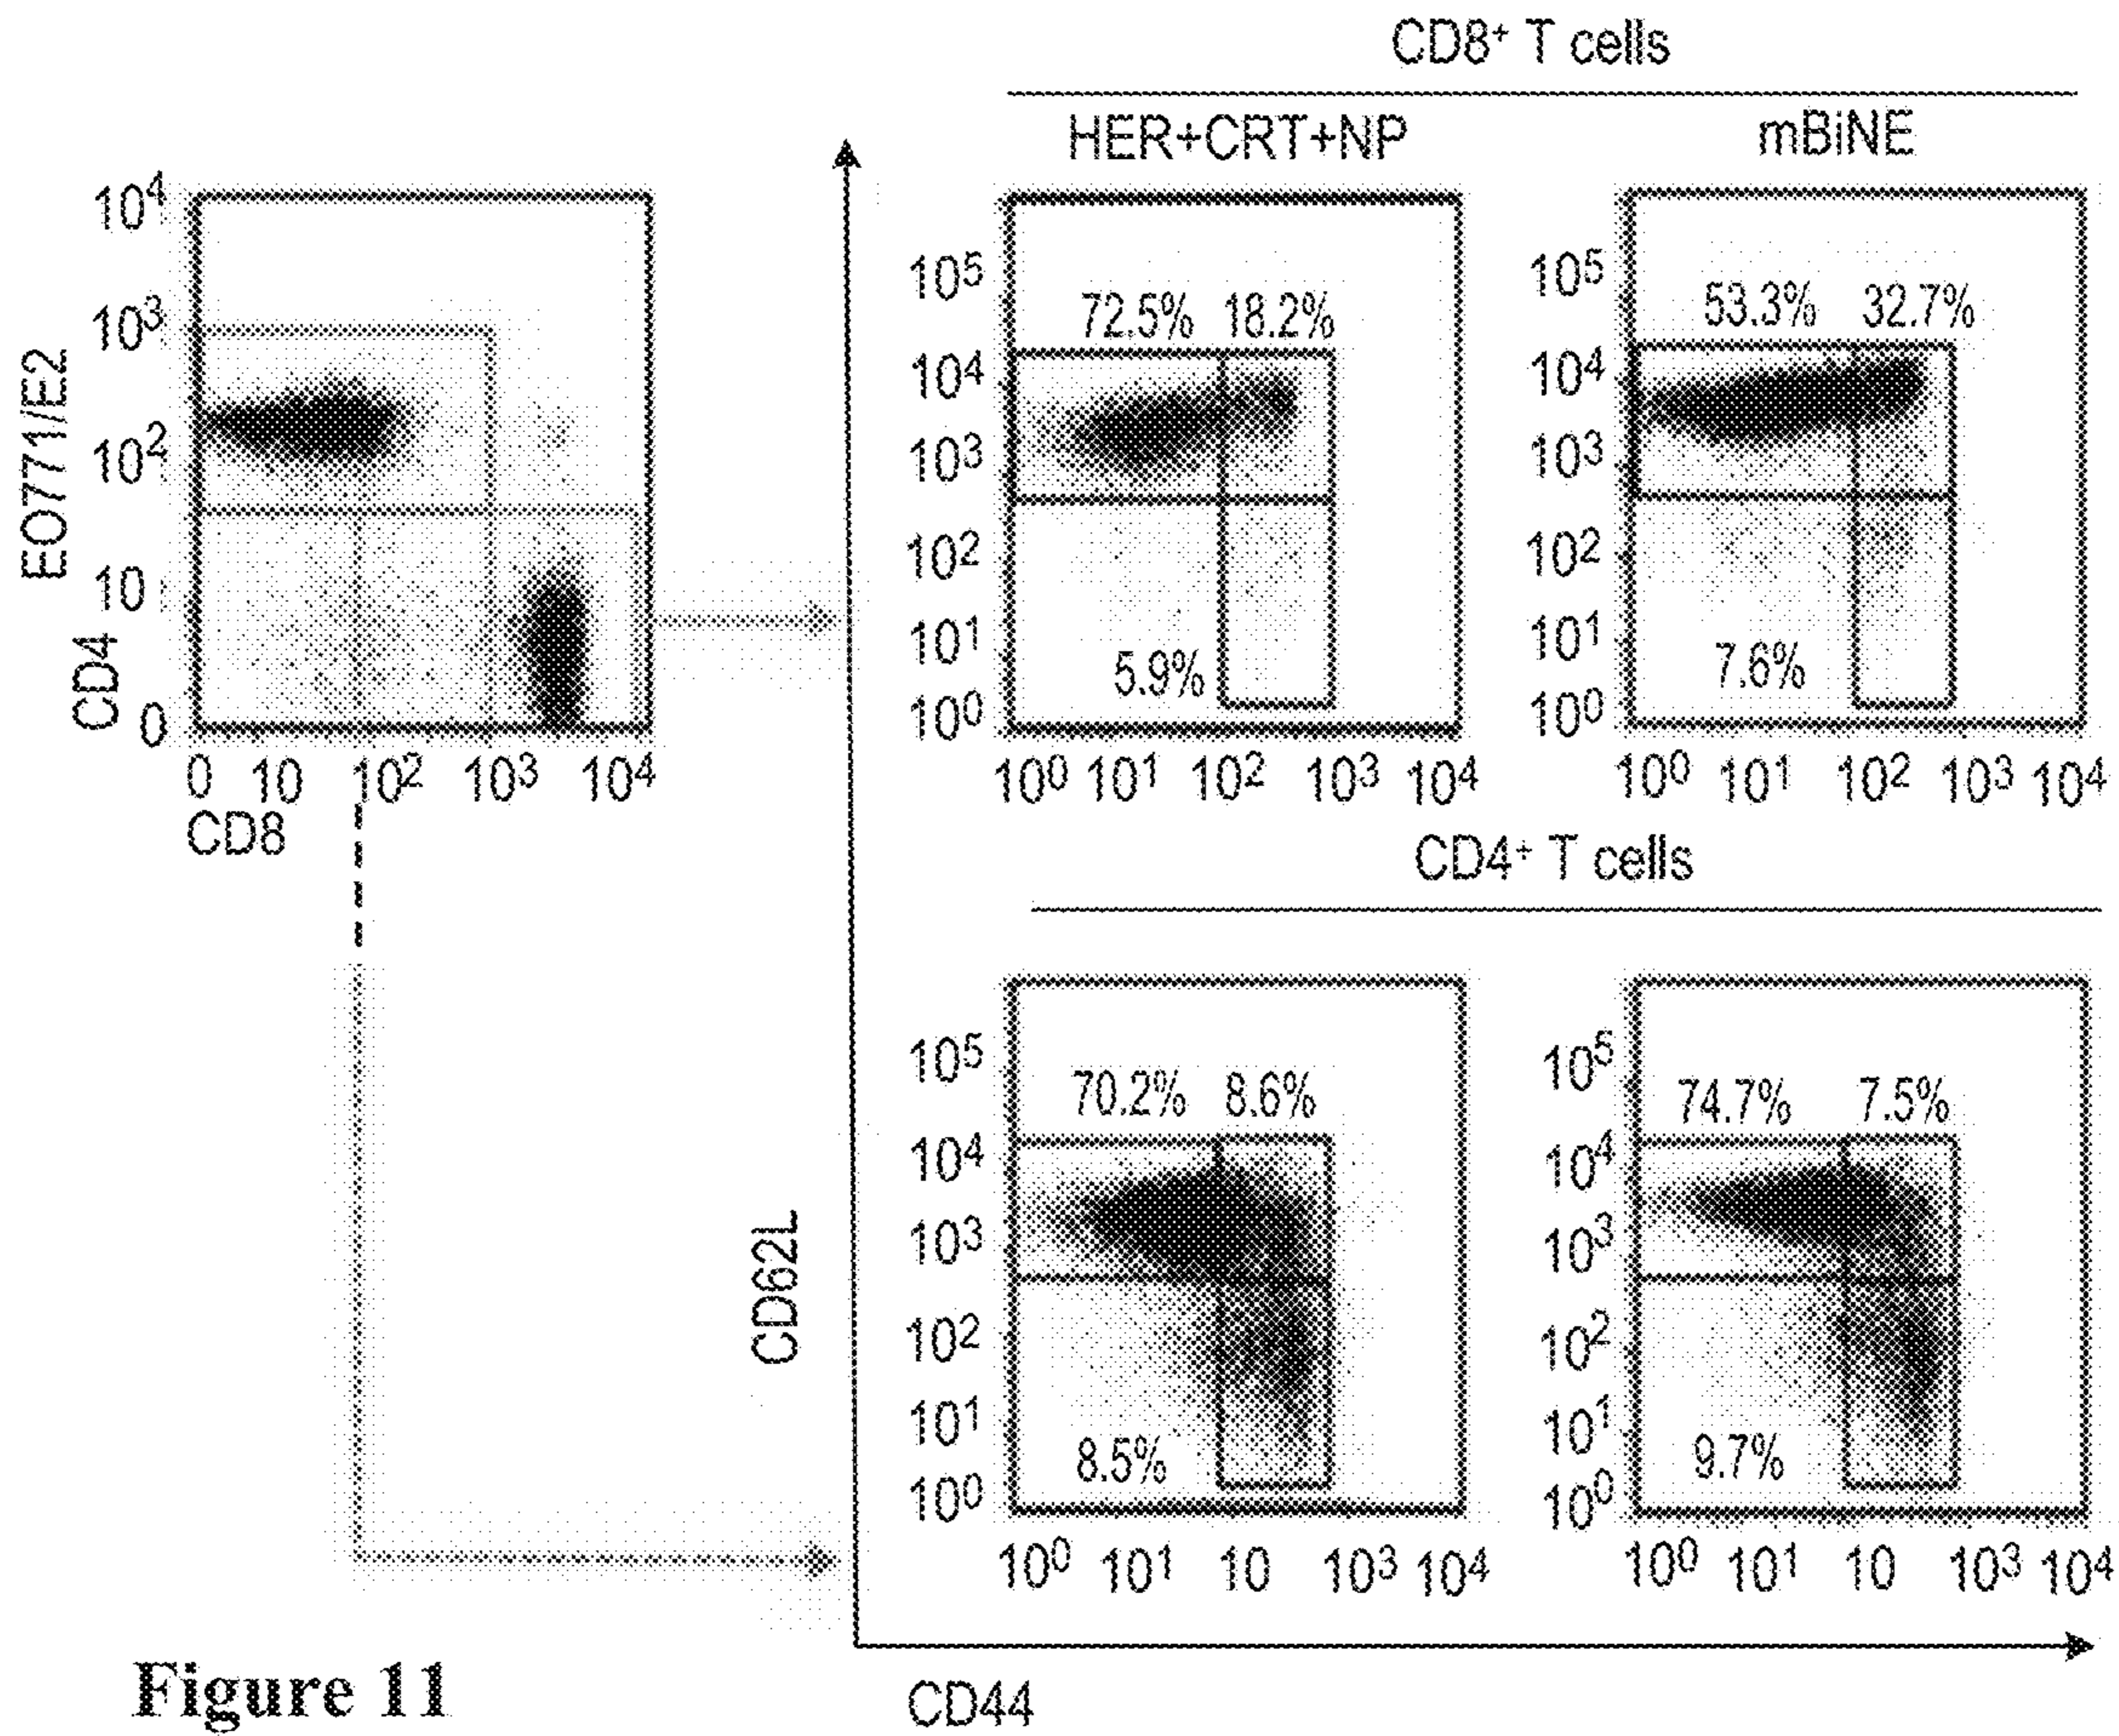 CD8⁺ T cells
HER+CRT+NP
mBiNE
EO771/E2
CD4
10⁴
10³
10²
10
0
0 10 10² 10³ 10⁴
CD8
10⁵
10⁴
10³
10²
10¹
10⁰
72.5% 18.2%
5.9%
10⁰ 10¹ 10² 10³ 10⁴
10⁵
10⁴
10³
10²
10¹
10⁰
53.3% 32.7%
7.6%
10⁰ 10¹ 10² 10³ 10⁴
CD4⁺ T cells
CD62L
10⁵
10⁴
10³
10²
10¹
10⁰
70.2% 8.6%
8.5%
10⁰ 10¹ 10 10³ 10⁴
10⁵
10⁴
10³
10²
10¹
10⁰
74.7% 7.5%
9.7%
10⁰ 10¹ 10 10³ 10⁴
CD44
Figure 11